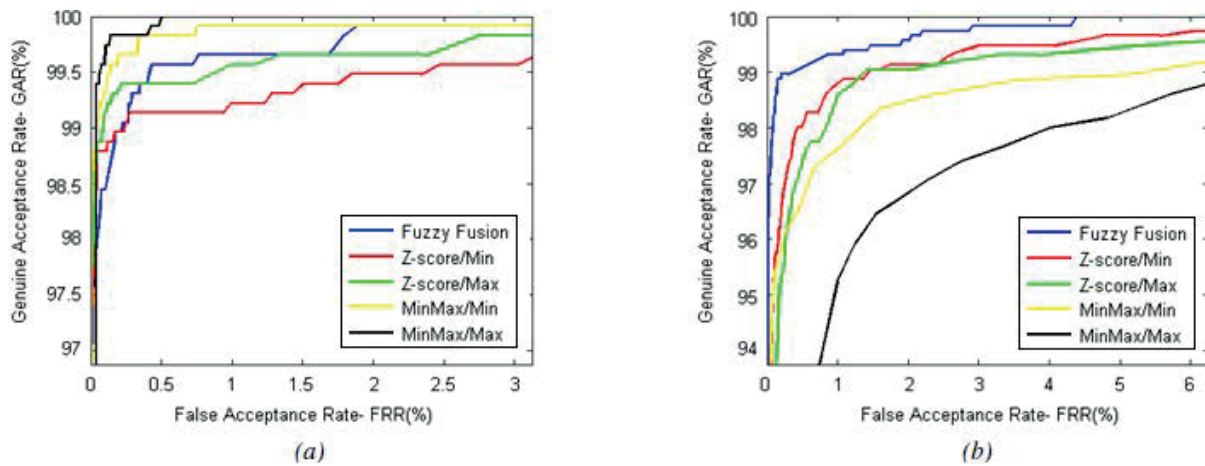 100
99.5
99
98.5
98
97.5
97
Genuine Acceptance Rate- GAR(%)
Fuzzy Fusion
Z-score/Min
Z-score/Max
MinMax/Min
MinMax/Max
0 0.5 1 1.5 2 2.5 3
False Acceptance Rate- FRR(%)
(a)
100
99
98
97
96
95
94
Genuine Acceptance Rate- GAR(%)
Fuzzy Fusion
Z-score/Min
Z-score/Max
MinMax/Min
MinMax/Max
0 1 2 3 4 5 6
False Acceptance Rate- FRR(%)
(b)